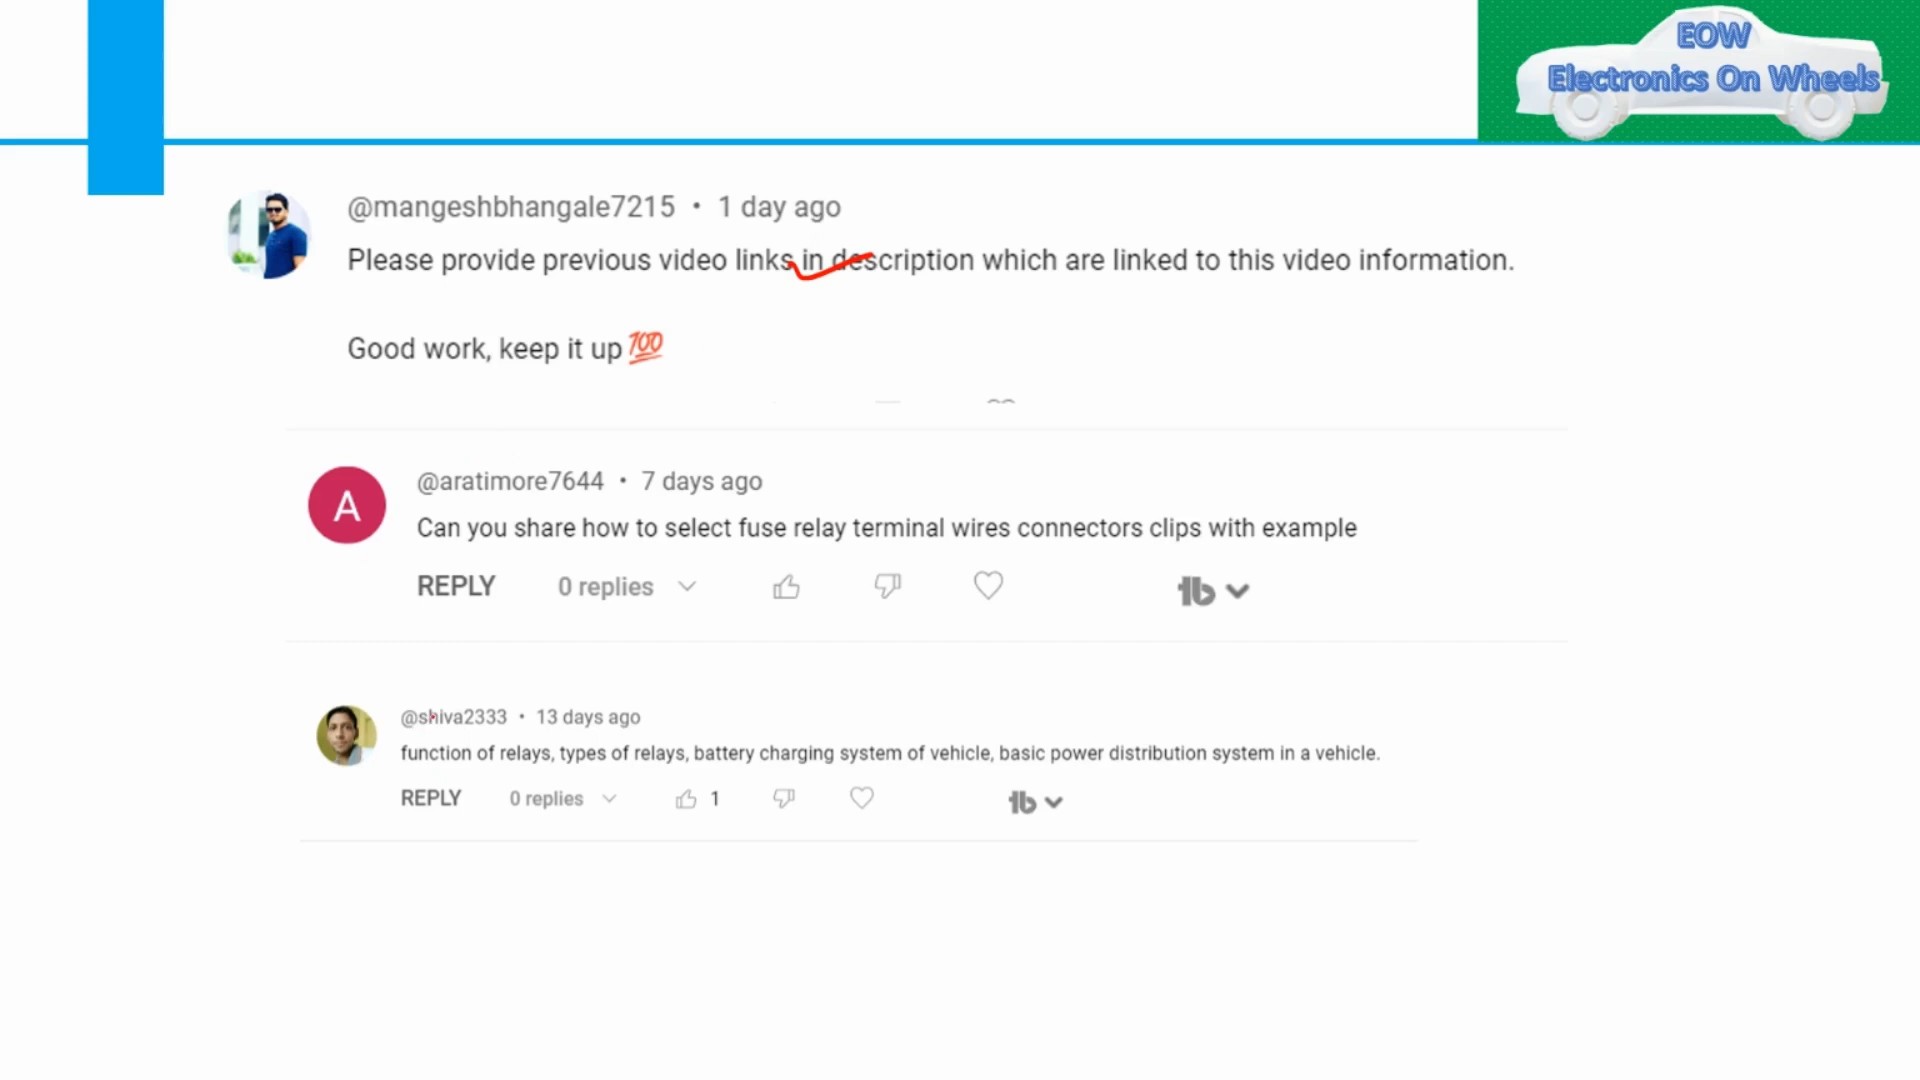 EOW
Electronics On Wheels
@mangeshbhangale7215 • 1 day ago
Please provide previous video links in description which are linked to this video information.
Good work, keep it up 💯
A
@aratimore7644 • 7 days ago
Can you share how to select fuse relay terminal wires connectors clips with example
REPLY 0 replies
tb
@shiva2333 • 13 days ago
function of relays, types of relays, battery charging system of vehicle, basic power distribution system in a vehicle.
REPLY 0 replies 1
tb